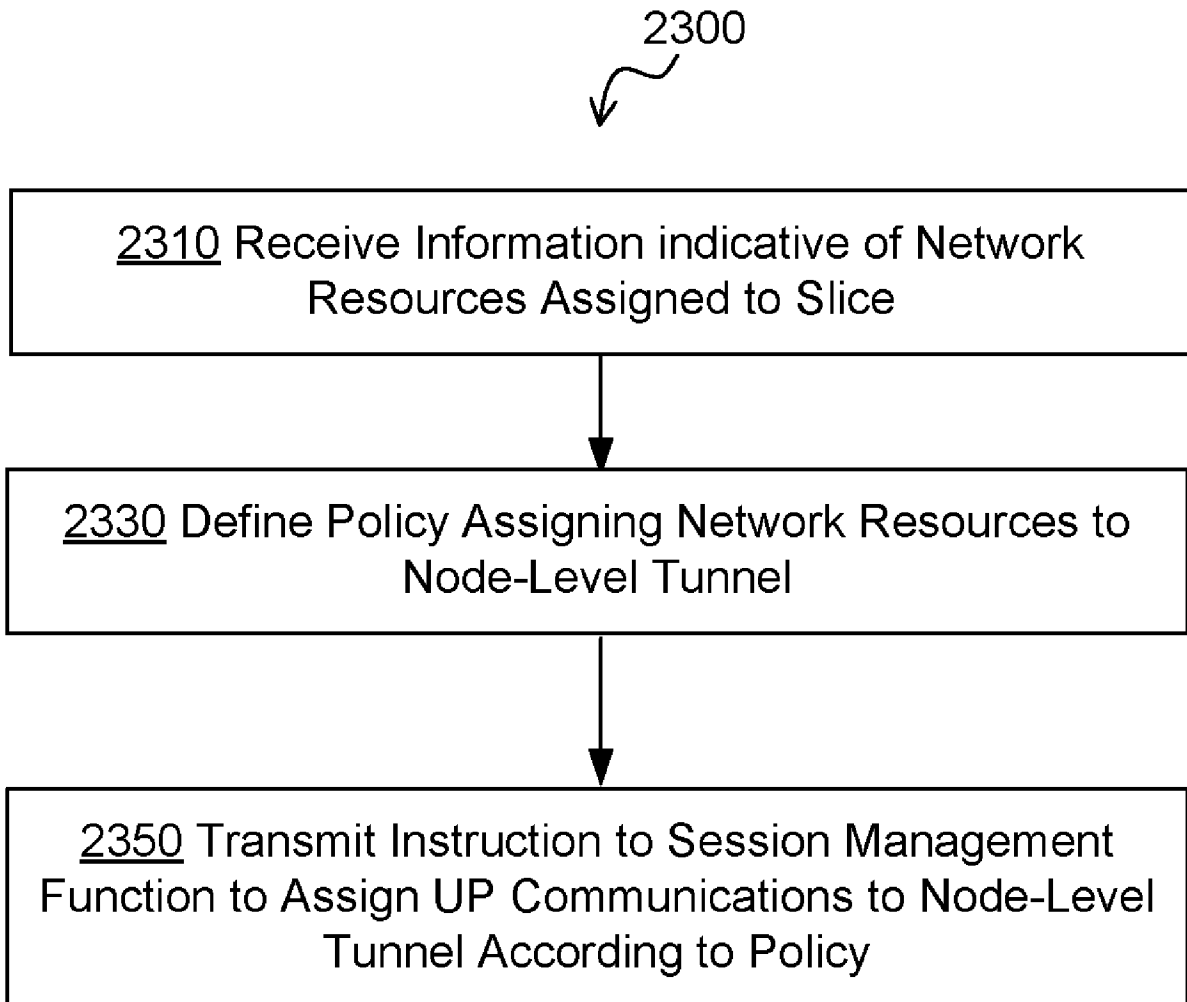 2300
2310 Receive Information indicative of Network
Resources Assigned to Slice
2330 Define Policy Assigning Network Resources to
Node-Level Tunnel
2350 Transmit Instruction to Session Management
Function to Assign UP Communications to Node-Level
Tunnel According to Policy